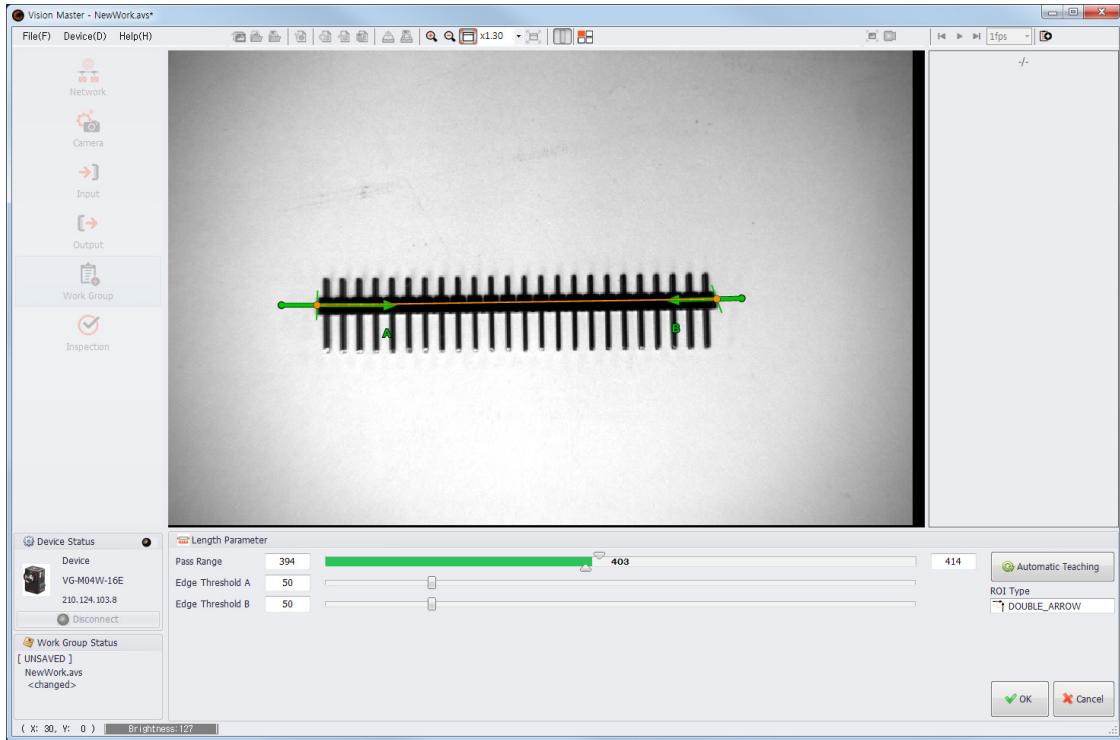 Vision Master - NewWork.avs*
File(F) Device(D) Help(H)
x1.30
1fps
Network
Camera
Input
Output
Work Group
Inspection
-/-
A
B
Device Status
Device
VG-M04W-16E
210.124.103.8
Disconnect
Work Group Status
[ UNSAVED ]
NewWork.avs
<changed>
Length Parameter
Pass Range 394 403 414
Edge Threshold A 50
Edge Threshold B 50
Automatic Teaching
ROI Type
DOUBLE_ARROW
OK Cancel
( X: 30, Y: 0 ) Brightness:127